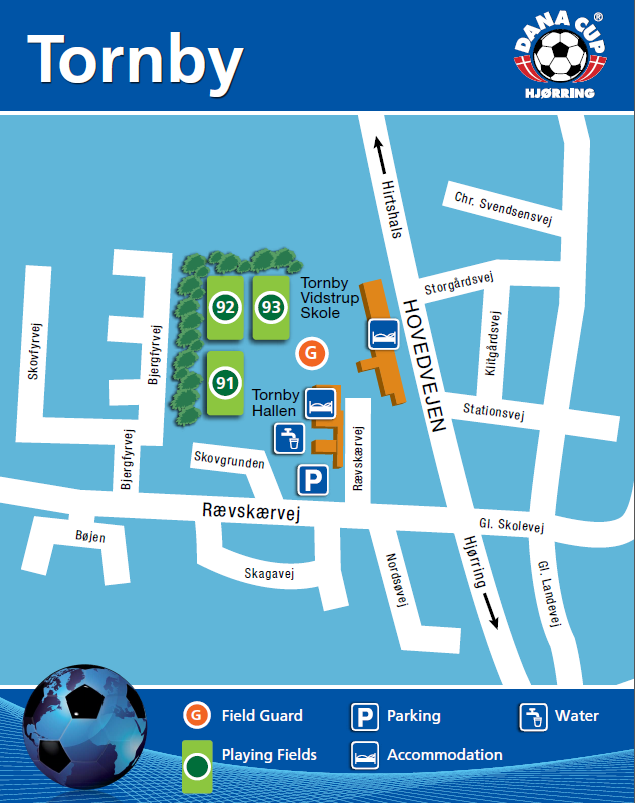 Tornby
DANA CUP®
HJØRRING
Hirtshals
Chr. Svendsensvej
Storgårdsvej
92
93
Tornby
Vidstrup
Skole
HOVEDVEJEN
Klitgårdsvej
Skovfyrvej
Bjergfyrvej
G
91
Tornby
Hallen
Stationsvej
Bjergfyrvej
Skovgrunden
Rævskærvej
P
Rævskærvej
Gl. Skolevej
Bøjen
Skagavej
Nordsøvej
Hjørring
Gl. Landevej
G Field Guard
P Parking
Water
Playing Fields
Accommodation